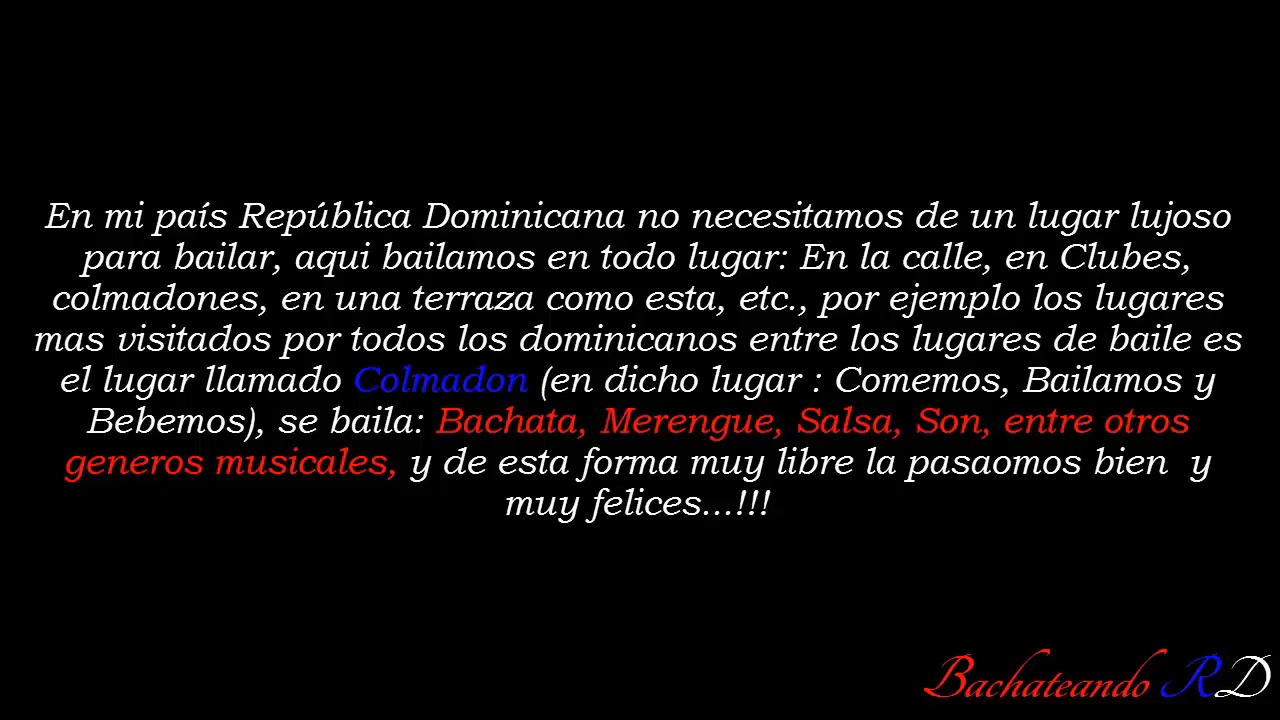 En mi país República Dominicana no necesitamos de un lugar lujoso
para bailar, aqui bailamos en todo lugar: En la calle, en Clubes,
colmadones, en una terraza como esta, etc., por ejemplo los lugares
mas visitados por todos los dominicanos entre los lugares de baile es
el lugar llamado Colmadon (en dicho lugar : Comemos, Bailamos y
Bebemos), se baila: Bachata, Merengue, Salsa, Son, entre otros
generos musicales, y de esta forma muy libre la pasaomos bien  y
muy felices...!!!
Bachateando RD